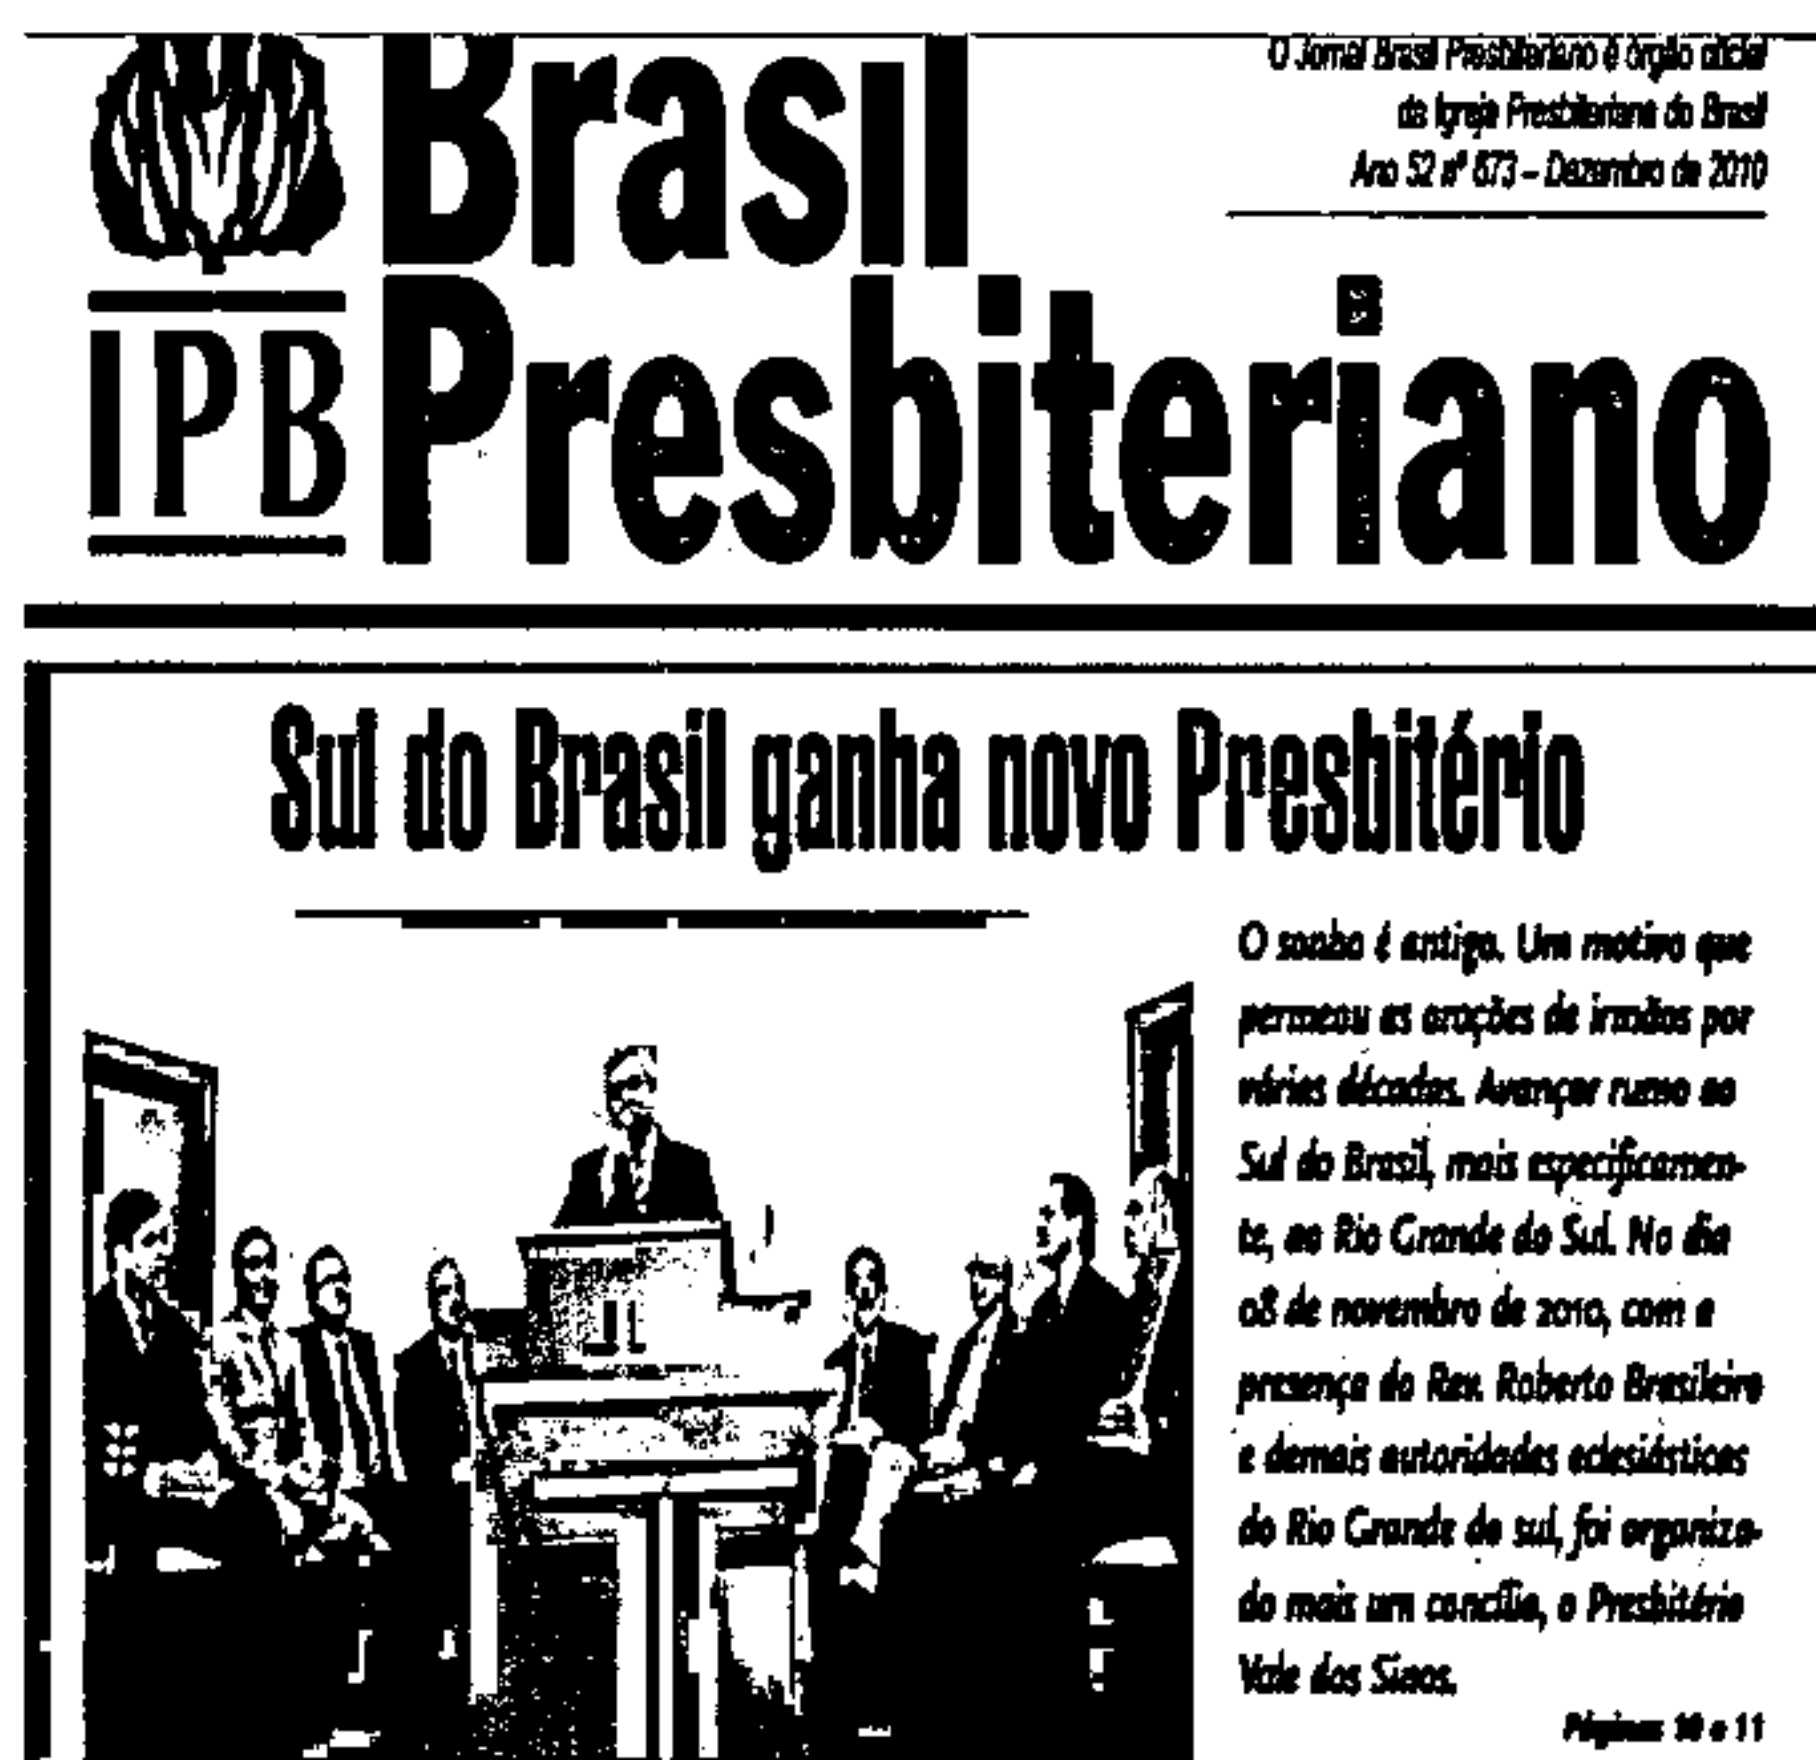 Brasil
Presbiteriano
IPB
O Jornal Brasil Presbiteriano é órgão oficial
da Igreja Presbiteriana do Brasil
Ano 52 nº 673 – Dezembro de 2010
Sul do Brasil ganha novo Presbitério
O sonho é antigo. Um motivo que
permeou as orações de irmãos por
várias décadas. Avançar rumo ao
Sul do Brasil, mais especificamen-
te, ao Rio Grande do Sul. No dia
08 de novembro de 2010, com a
presença do Rev. Roberto Brasileiro
e demais autoridades eclesiásticas
do Rio Grande do sul, foi organiza-
do mais um concílio, o Presbitério
Vale dos Sinos.
Páginas 10 e 11